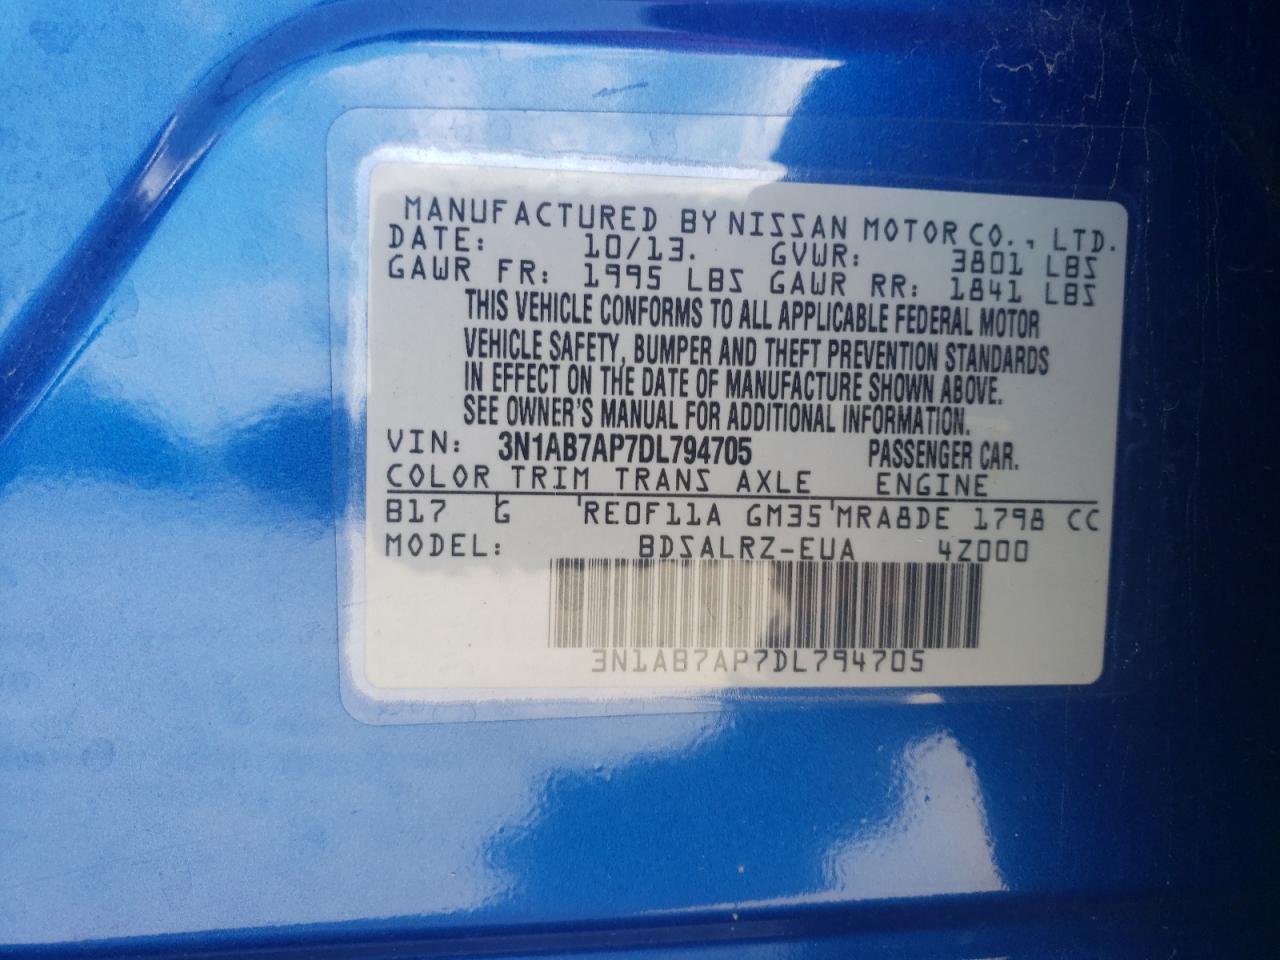 MANUFACTURED BY NISSAN MOTOR CO., LTD.
DATE: 10/13. GVWR: 3801 LBS
GAWR FR: 1995 LBS GAWR RR: 1841 LBS
THIS VEHICLE CONFORMS TO ALL APPLICABLE FEDERAL MOTOR
VEHICLE SAFETY, BUMPER AND THEFT PREVENTION STANDARDS
IN EFFECT ON THE DATE OF MANUFACTURE SHOWN ABOVE.
SEE OWNER'S MANUAL FOR ADDITIONAL INFORMATION.
VIN: 3N1AB7AP7DL794705 PASSENGER CAR.
COLOR TRIM TRANS AXLE ENGINE
B17 G RE0F11A GM35 MRA8DE 1798 CC
MODEL: BDSALRZ-EUA 4Z000
3N1AB7AP7DL794705